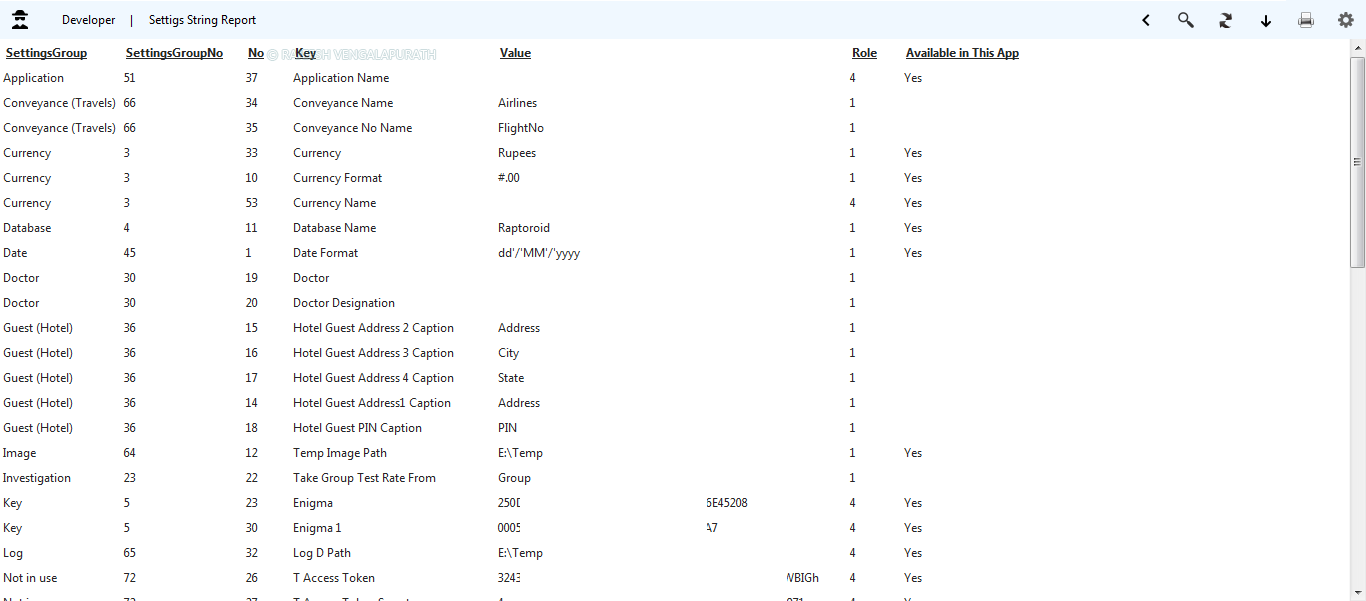 Developer | Settigs String Report
© RAJESH VENGALAPURATH
SettingsGroup SettingsGroupNo No Key Value Role Available in This App
Application 51 37 Application Name 4 Yes
Conveyance (Travels) 66 34 Conveyance Name Airlines 1
Conveyance (Travels) 66 35 Conveyance No Name FlightNo 1
Currency 3 33 Currency Rupees 1 Yes
Currency 3 10 Currency Format #.00 1 Yes
Currency 3 53 Currency Name 4 Yes
Database 4 11 Database Name Raptoroid 1 Yes
Date 45 1 Date Format dd'/'MM'/'yyyy 1 Yes
Doctor 30 19 Doctor 1
Doctor 30 20 Doctor Designation 1
Guest (Hotel) 36 15 Hotel Guest Address 2 Caption Address 1
Guest (Hotel) 36 16 Hotel Guest Address 3 Caption City 1
Guest (Hotel) 36 17 Hotel Guest Address 4 Caption State 1
Guest (Hotel) 36 14 Hotel Guest Address1 Caption Address 1
Guest (Hotel) 36 18 Hotel Guest PIN Caption PIN 1
Image 64 12 Temp Image Path E:\Temp 1 Yes
Investigation 23 22 Take Group Test Rate From Group 1
Key 5 23 Enigma 250D 6E45208 4 Yes
Key 5 30 Enigma 1 0005 A7 4 Yes
Log 65 32 Log D Path E:\Temp 4 Yes
Not in use 72 26 T Access Token 3243 WBIGh 4 Yes